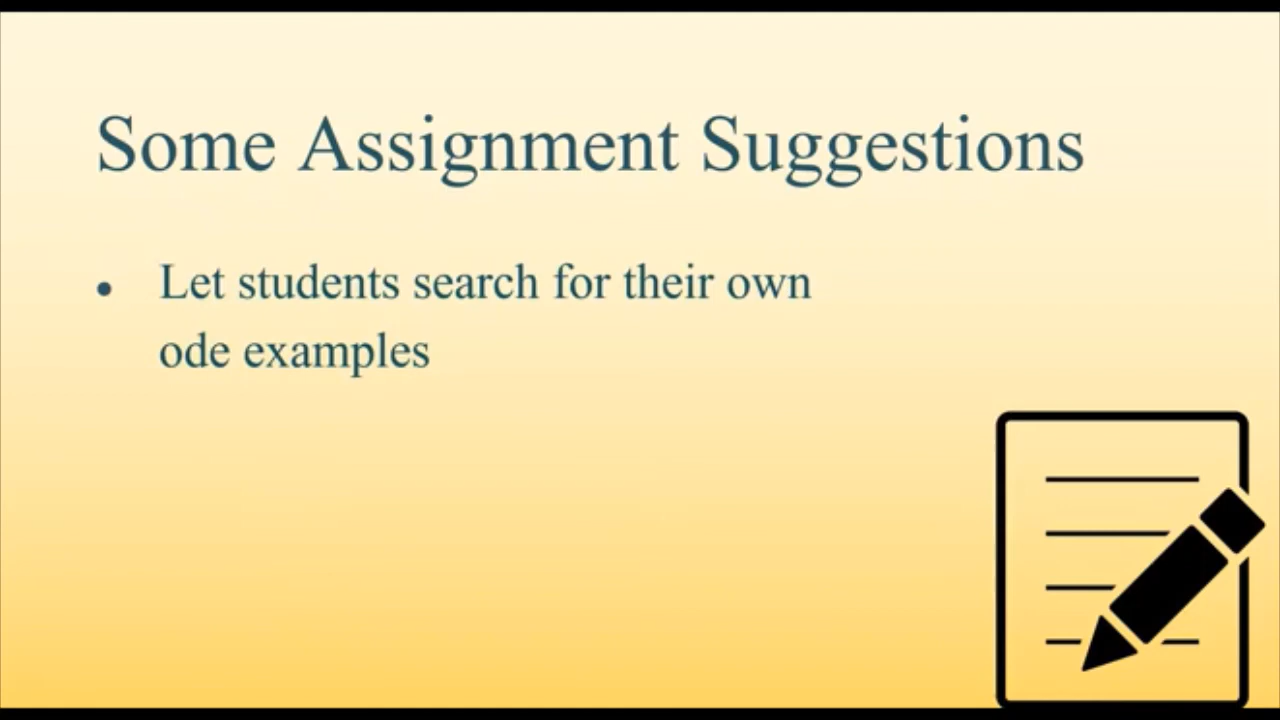 Some Assignment Suggestions
• Let students search for their own
ode examples